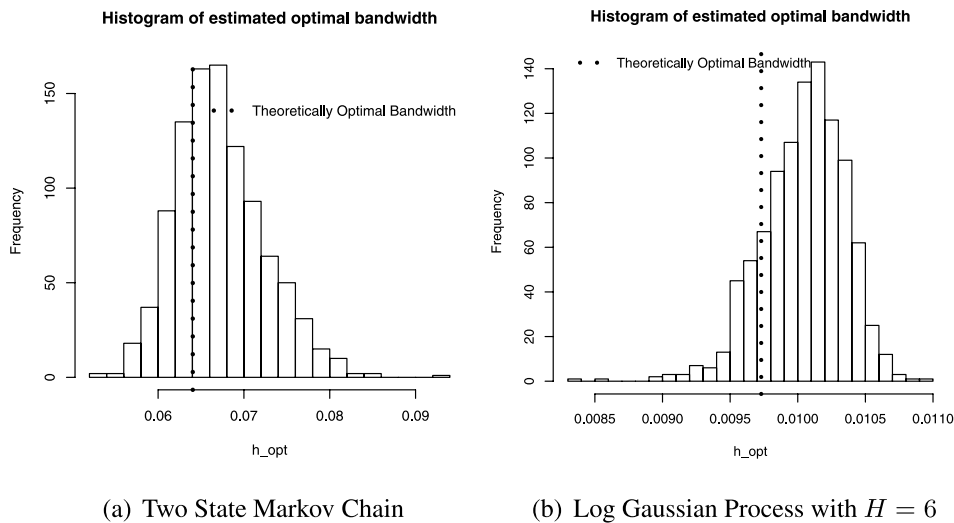 Histogram of estimated optimal bandwidth
Theoretically Optimal Bandwidth
Frequency
150
100
50
0
0.06 0.07 0.08 0.09
h_opt
(a) Two State Markov Chain
Histogram of estimated optimal bandwidth
Theoretically Optimal Bandwidth
Frequency
140
120
100
80
60
40
20
0
0.0085 0.0090 0.0095 0.0100 0.0105 0.0110
h_opt
(b) Log Gaussian Process with H = 6